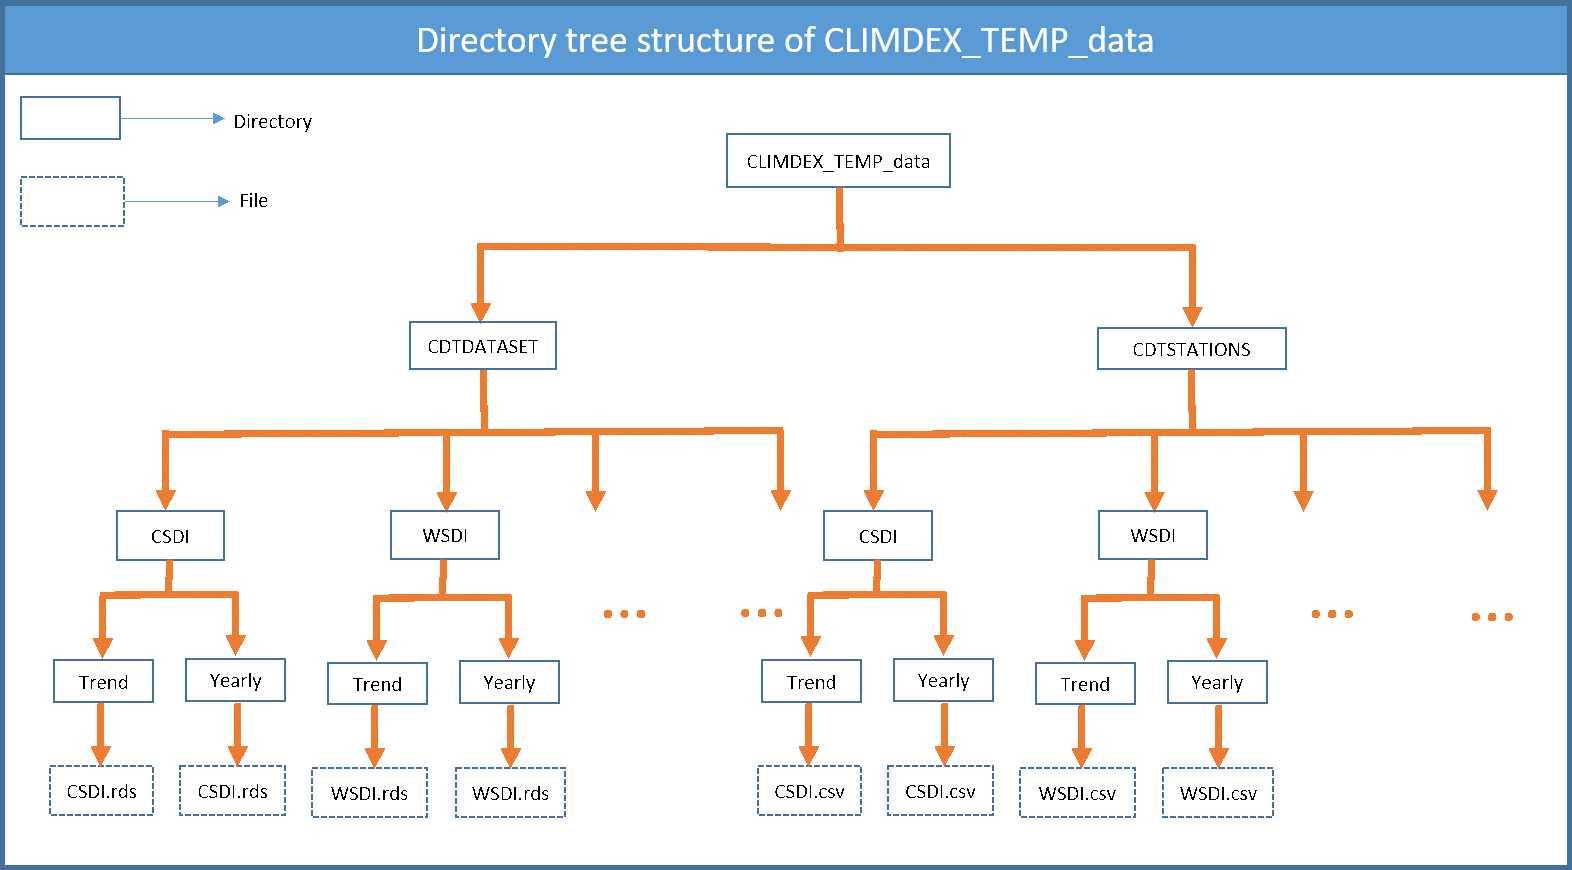 Directory tree structure of CLIMDEX_TEMP_data
Directory
File
CLIMDEX_TEMP_data
CDTDATASET
CDTSTATIONS
CSDI
WSDI
CSDI
WSDI
Trend
Yearly
Trend
Yearly
Trend
Yearly
Trend
Yearly
CSDI.rds
CSDI.rds
WSDI.rds
WSDI.rds
CSDI.csv
CSDI.csv
WSDI.csv
WSDI.csv